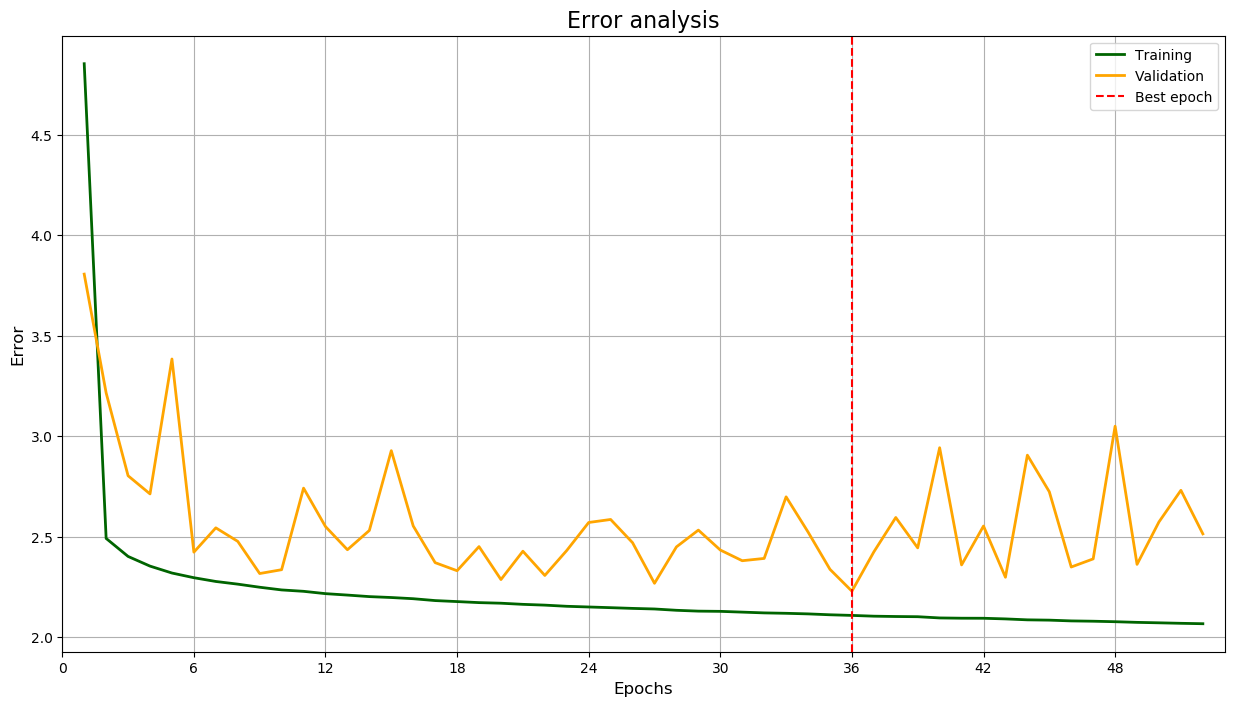 Error analysis
Training
Validation
Best epoch
Error
4.5
4.0
3.5
3.0
2.5
2.0
0 6 12 18 24 30 36 42 48
Epochs